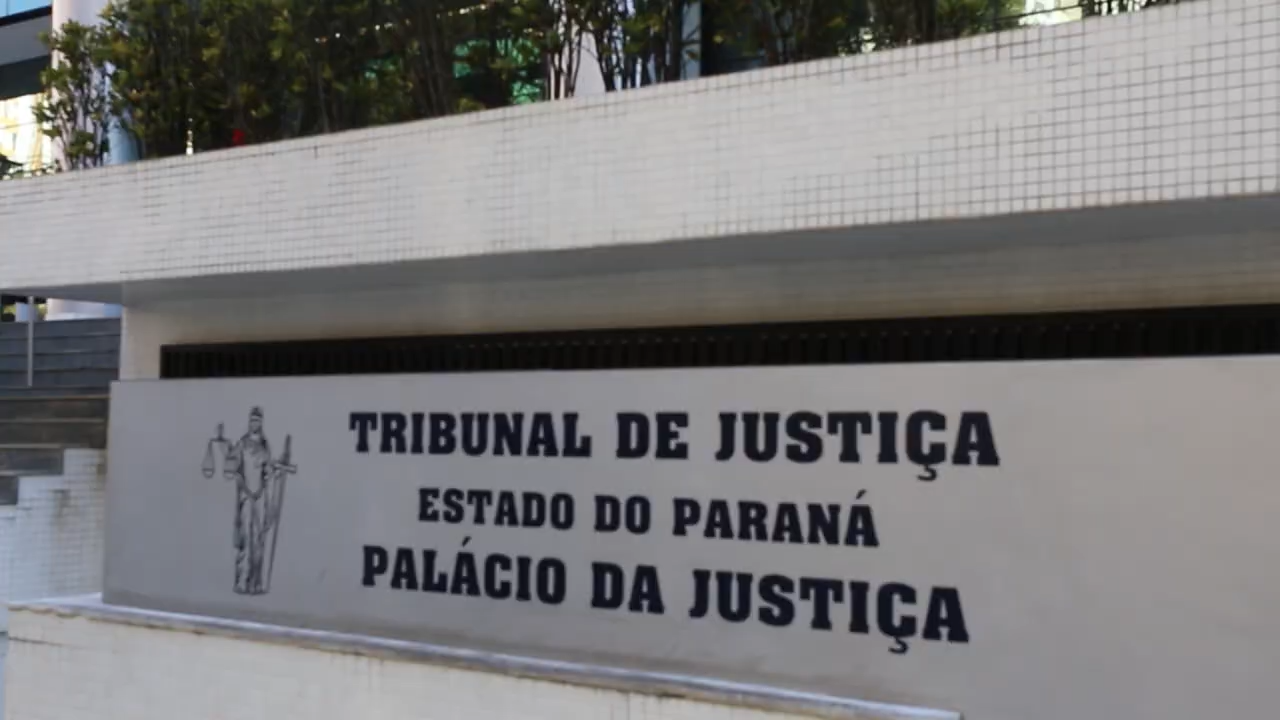 TRIBUNAL DE JUSTIÇA
ESTADO DO PARANÁ
PALÁCIO DA JUSTIÇA